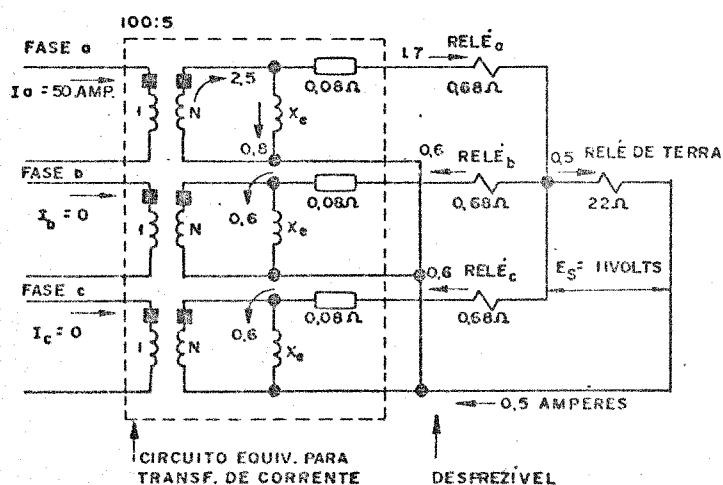 100:5
FASE a
Ia = 50 AMP.
1
N
2,5
Xe
0,8
0,08Ω
1.7
RELÉa
0,68Ω
FASE b
Ib = 0
1
N
0,6
Xe
0,08Ω
0,6
RELÉb
0,68Ω
0,5
RELÉ DE TERRA
22Ω
FASE c
Ic = 0
1
N
0,6
Xe
0,08Ω
0,6
RELÉc
0,68Ω
ES = 11VOLTS
0,5 AMPERES
CIRCUITO EQUIV. PARA
TRANSF. DE CORRENTE
DESPREZÍVEL